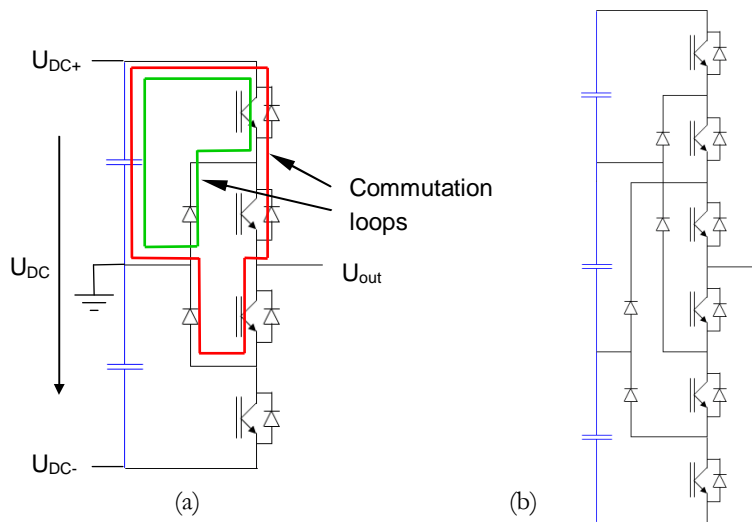 UDC+
Commutation
loops
UDC
Uout
UDC-
(a)
(b)